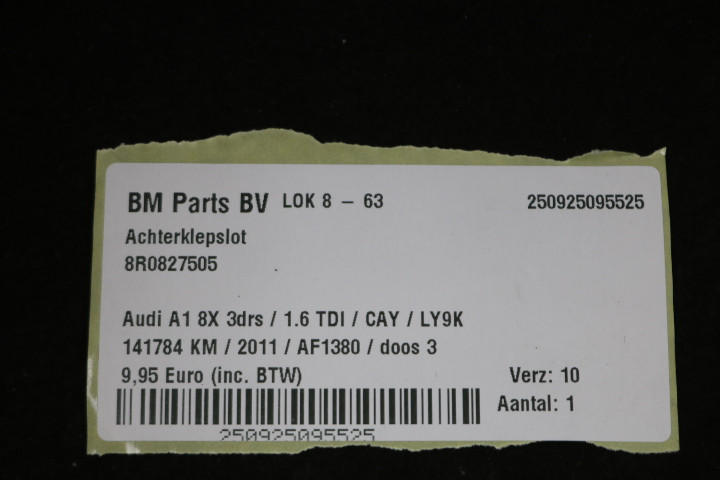 BM Parts BV LOK 8 – 63 250925095525
Achterklepslot
8R0827505
Audi A1 8X 3drs / 1.6 TDI / CAY / LY9K
141784 KM / 2011 / AF1380 / doos 3
9,95 Euro (inc. BTW) Verz: 10
Aantal: 1
250925095525